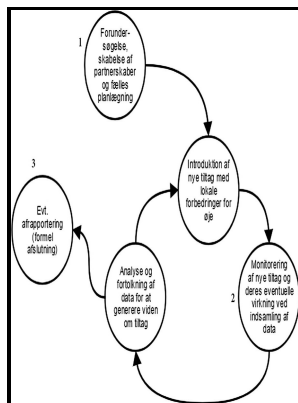 1
Forunder-
søgelse,
skabelse af
partnerskaber
og fælles
planlægning
Introduktion af
nye tiltag med
lokale
forbedringer for
øje
3
Evt.
afrapportering
(formel
afslutning)
Analyse og
fortolkning af
data for at
generere viden
om tiltag
2
Monitorering
af nye tiltag og
deres eventuelle
virkning ved
indsamling af
data